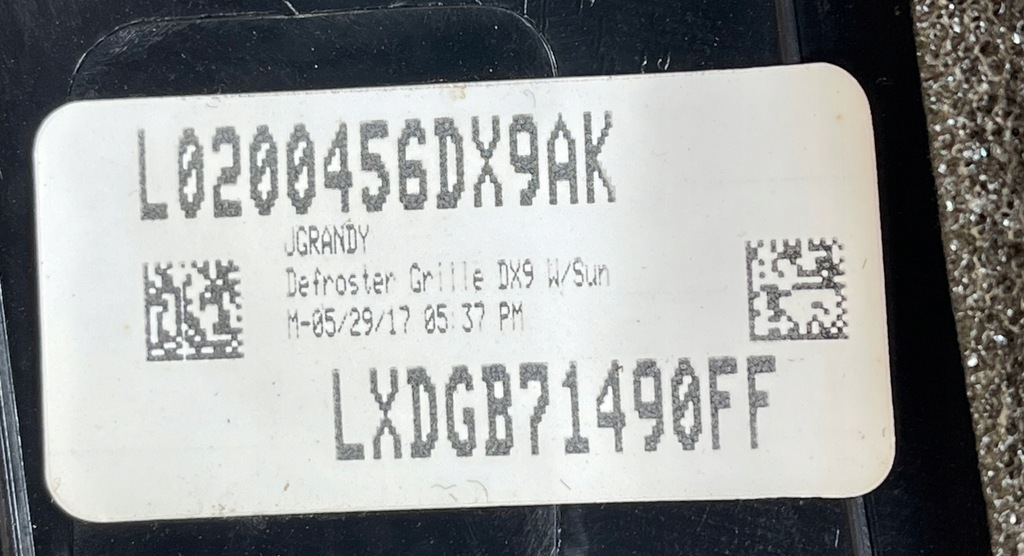 L0200456DX9AK
JGRANDY
Defroster Grille DX9 W/Sun
M-05/29/17 05:37 PM
LXDGB71490FF